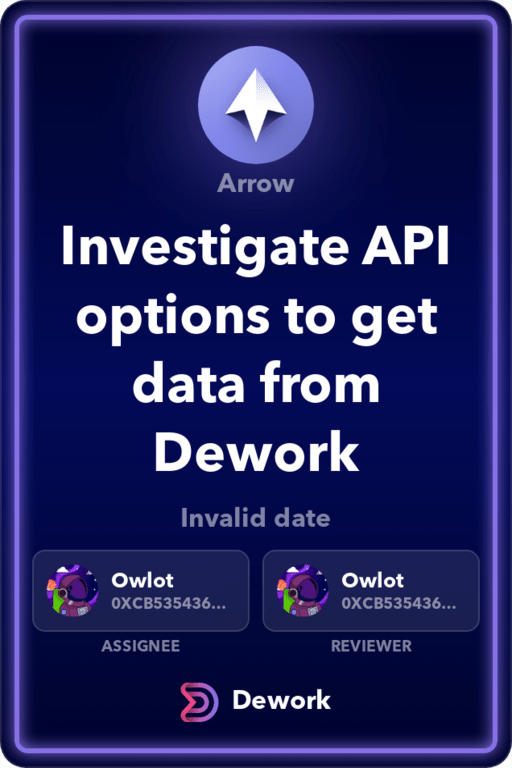 Arrow
Investigate API
options to get
data from
Dework
Invalid date
Owlot
0XCB535436...
Owlot
0XCB535436...
ASSIGNEE
REVIEWER
Dework